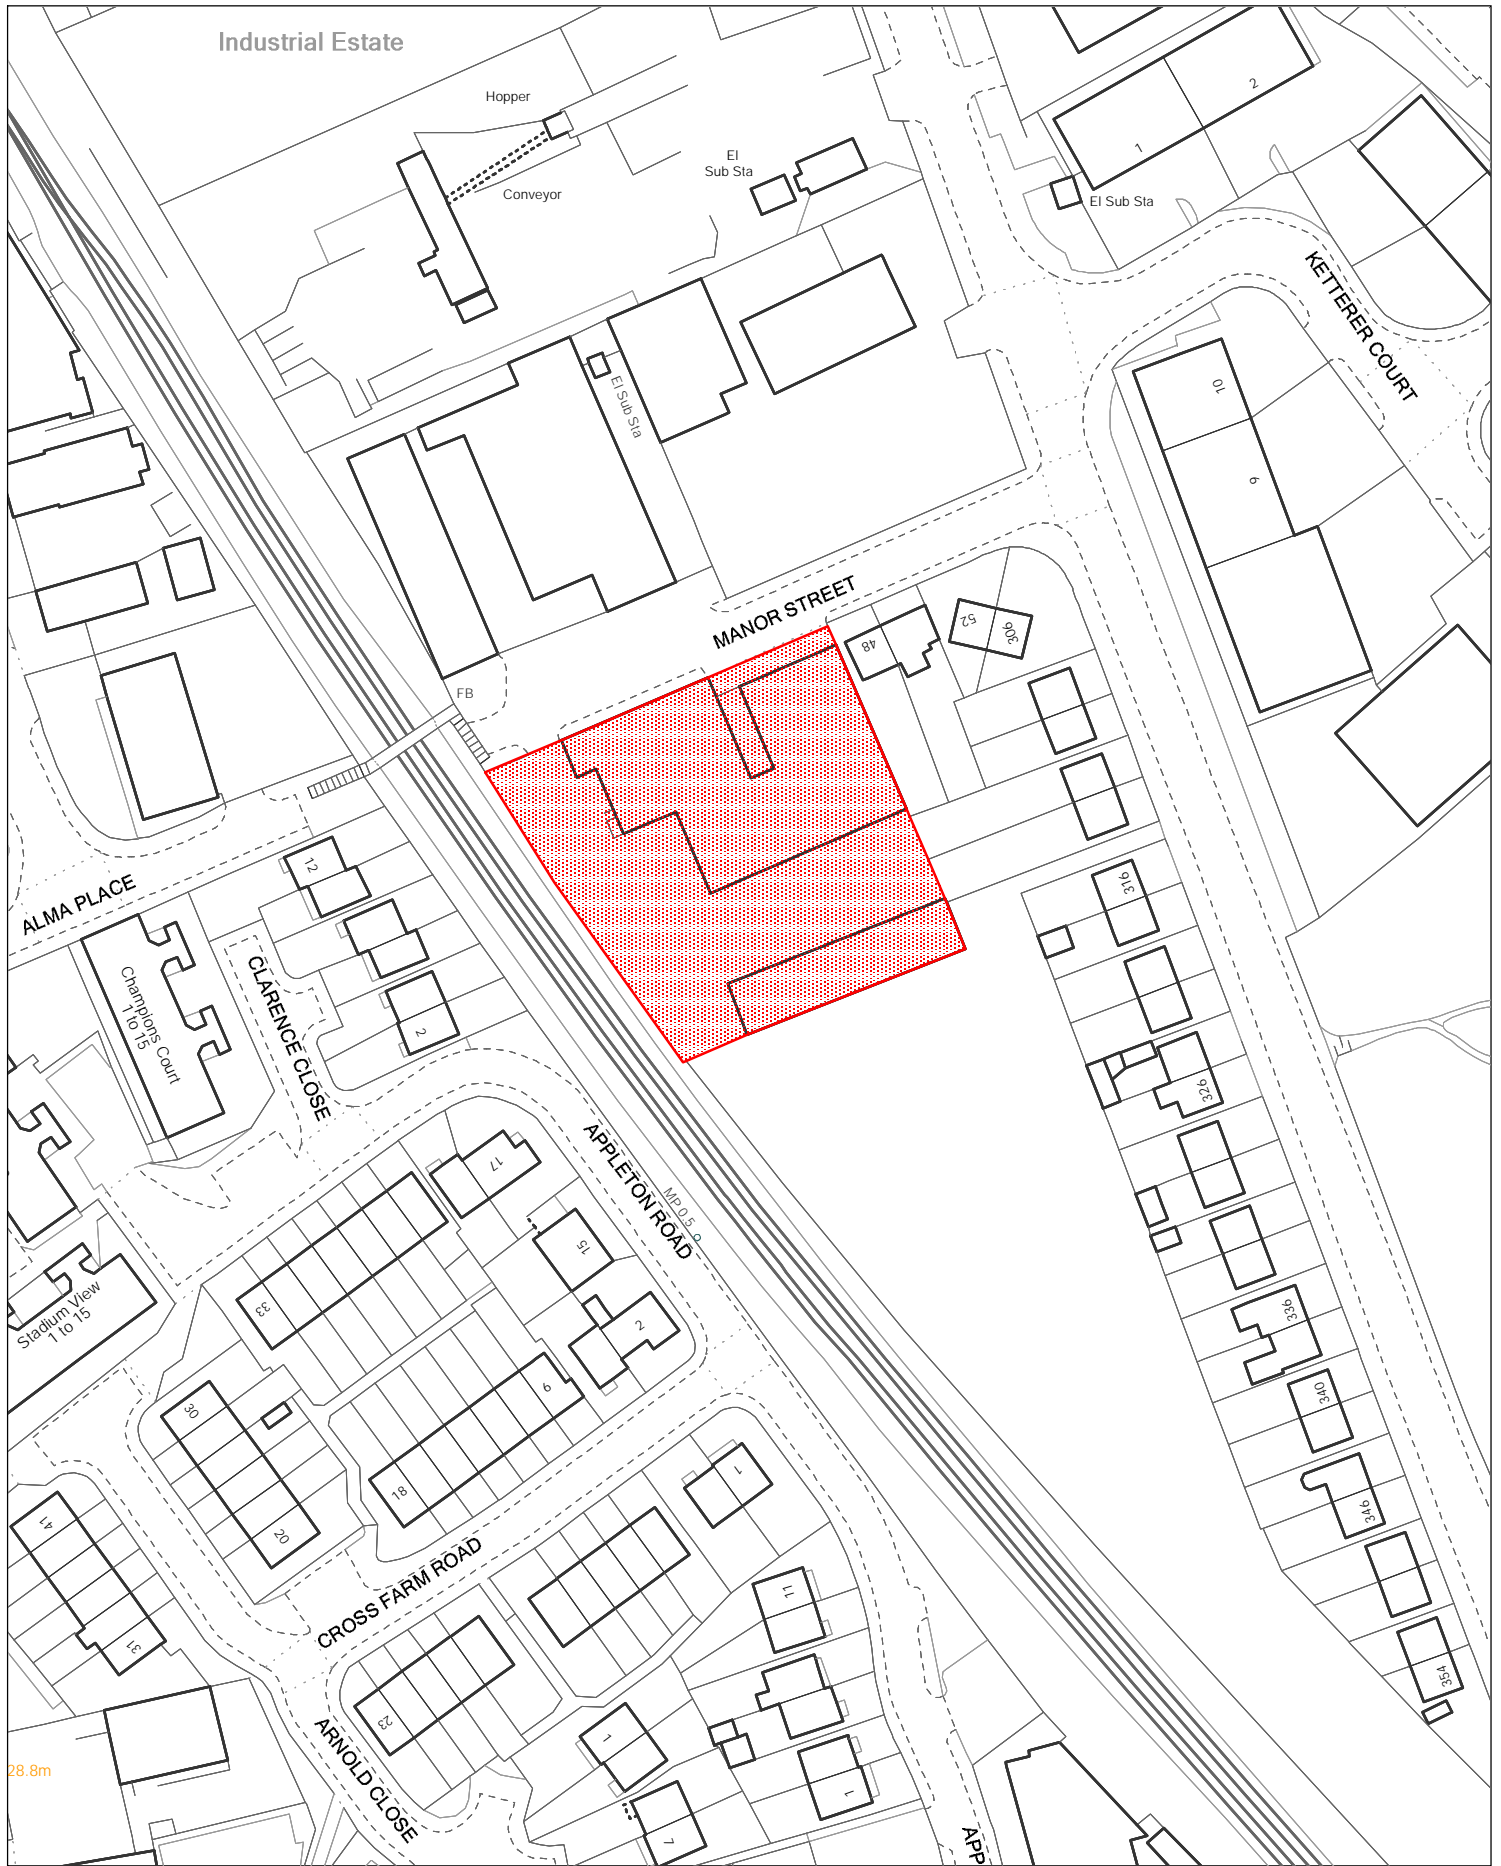 Industrial Estate
Hopper
Conveyor
El
Sub Sta
El Sub Sta
1
2
KETTERER COURT
El Sub Sta
10
9
MANOR STREET
48
52
306
FB
ALMA PLACE
12
2
Champions Court
1 to 15
CLARENCE CLOSE
316
326
336
340
346
354
APPLETON ROAD
MP 0.5
17
15
2
33
9
18
Stadium View
1 to 15
30
20
41
31
CROSS FARM ROAD
1
11
23
1
7
1
ARNOLD CLOSE
28.8m
APP